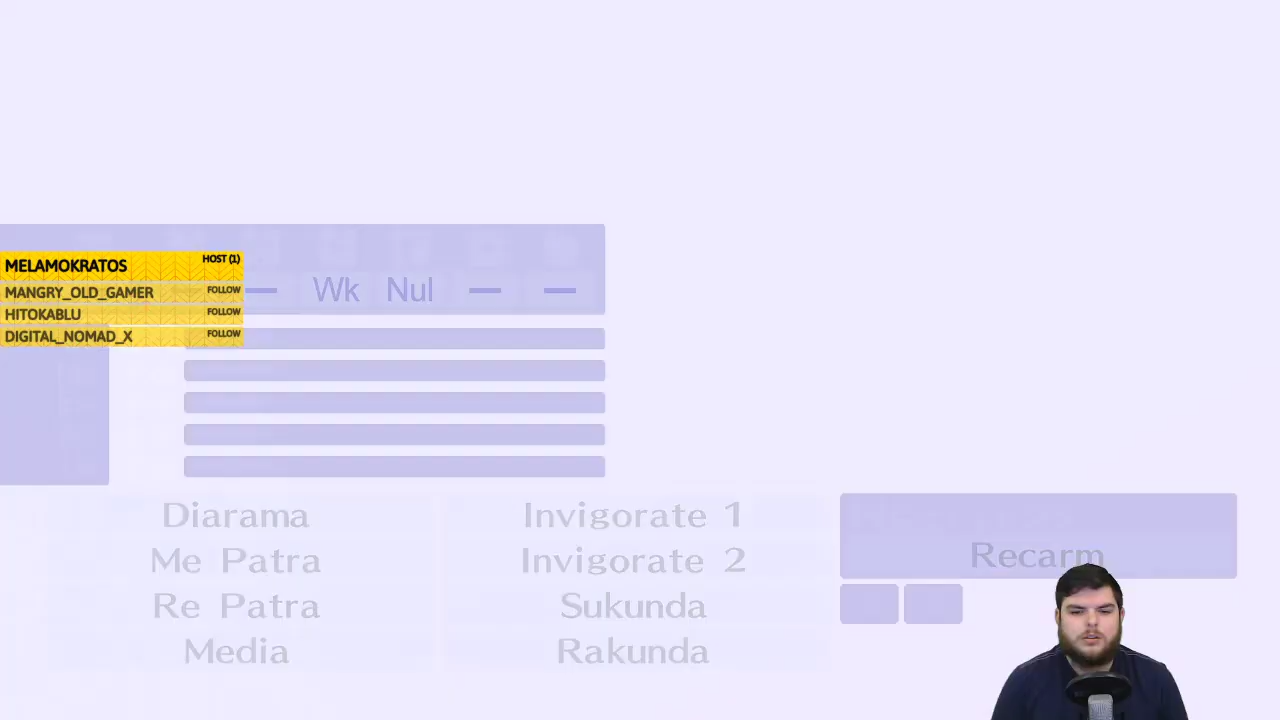 MELAMOKRATOS HOST (1)
MANGRY_OLD_GAMER FOLLOW
HITOKABLU FOLLOW
DIGITAL_NOMAD_X FOLLOW
— Wk Nul — —
Diarama Invigorate 1
Me Patra Invigorate 2
Re Patra Sukunda
Media Rakunda
Recarm